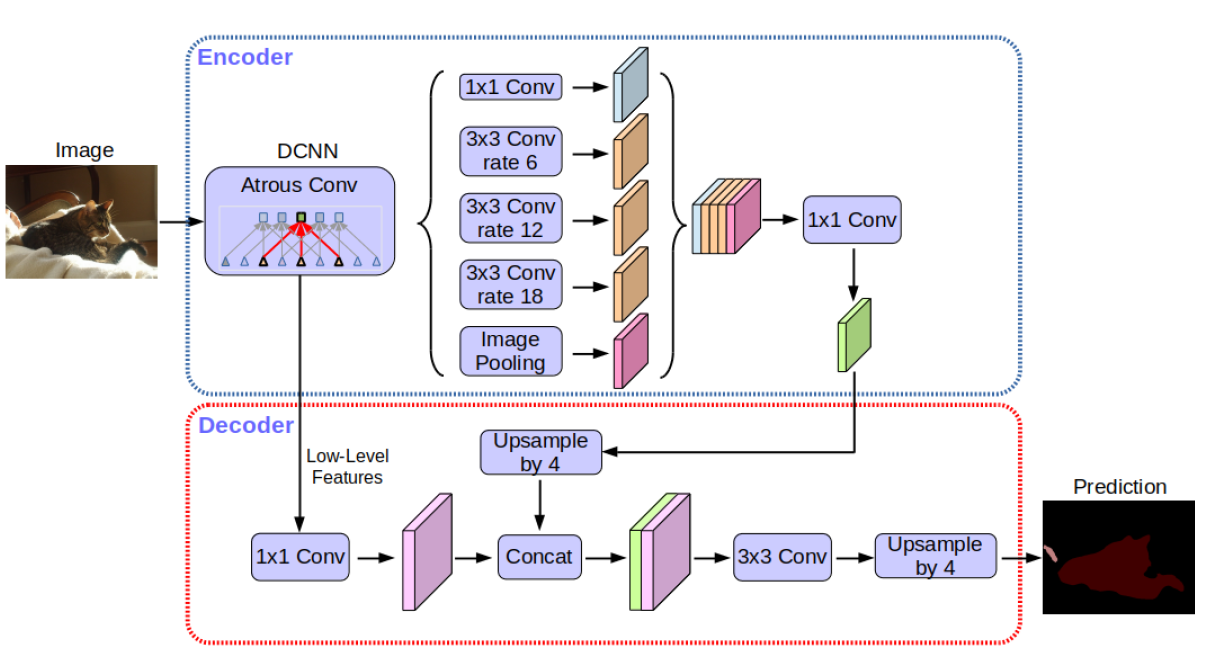 Encoder
Image
DCNN
Atrous Conv
1x1 Conv
3x3 Conv
rate 6
3x3 Conv
rate 12
3x3 Conv
rate 18
Image
Pooling
1x1 Conv
Decoder
Low-Level
Features
Upsample
by 4
1x1 Conv
Concat
3x3 Conv
Upsample
by 4
Prediction